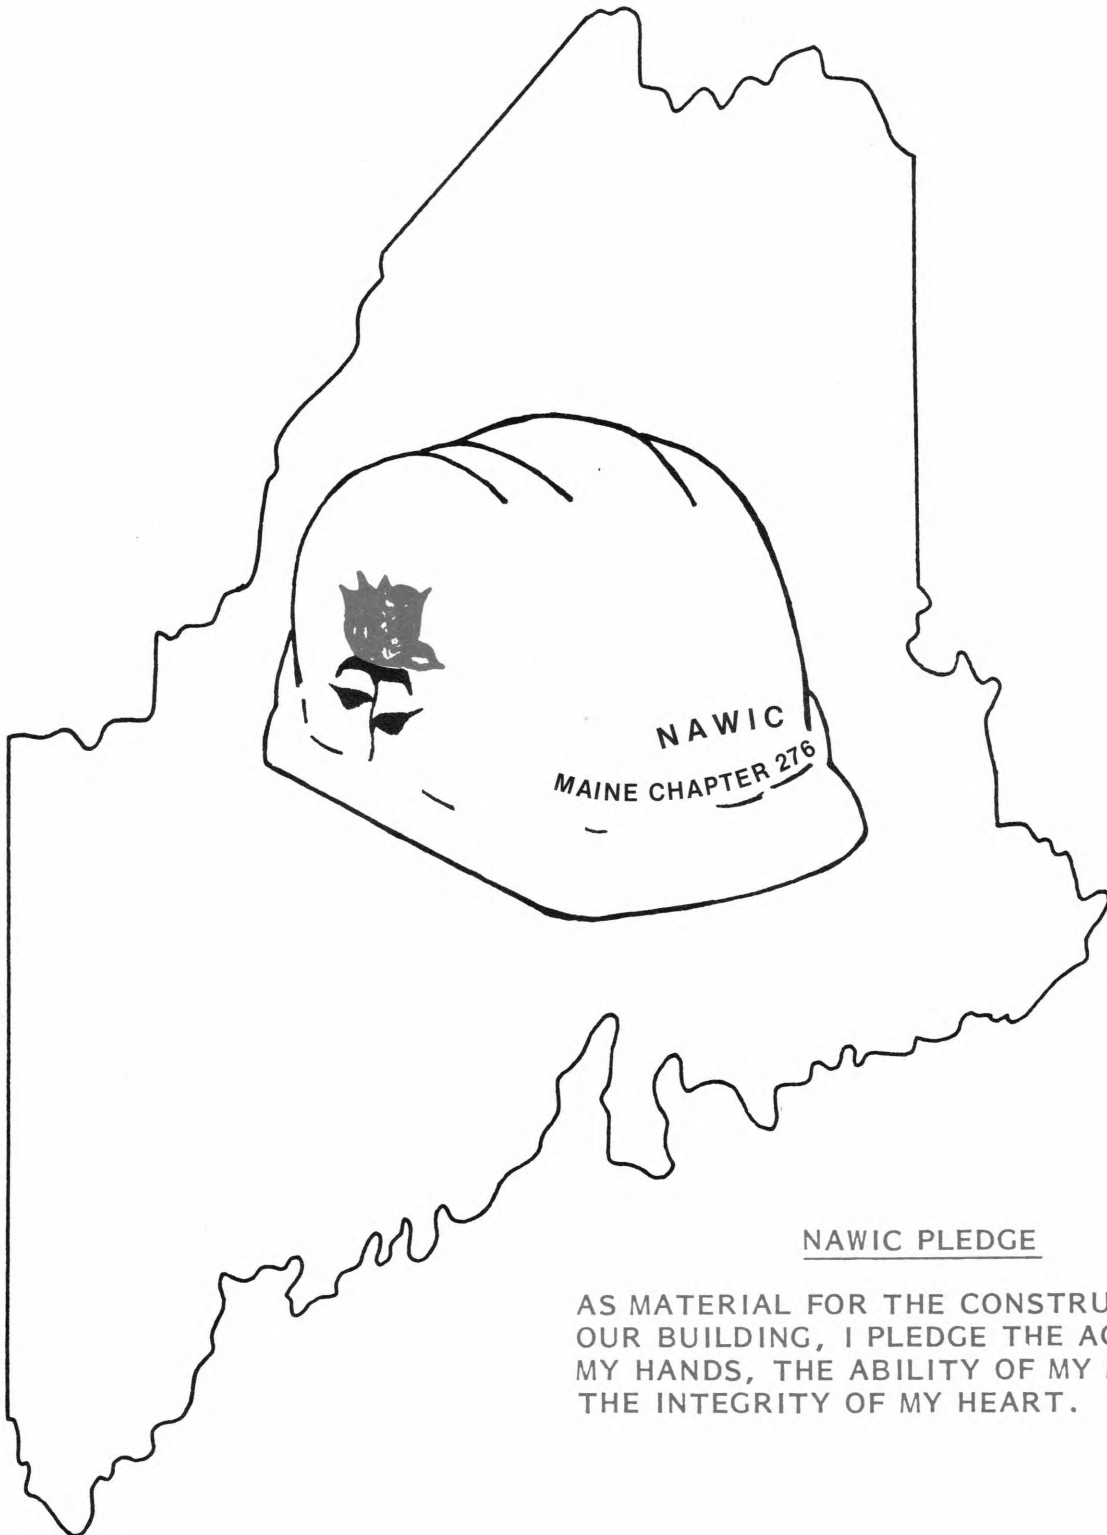 NAWIC
MAINE CHAPTER 276
NAWIC PLEDGE
AS MATERIAL FOR THE CONSTRU
OUR BUILDING, I PLEDGE THE
MY HANDS, THE ABILITY OF MY
THE INTEGRITY OF MY HEART.